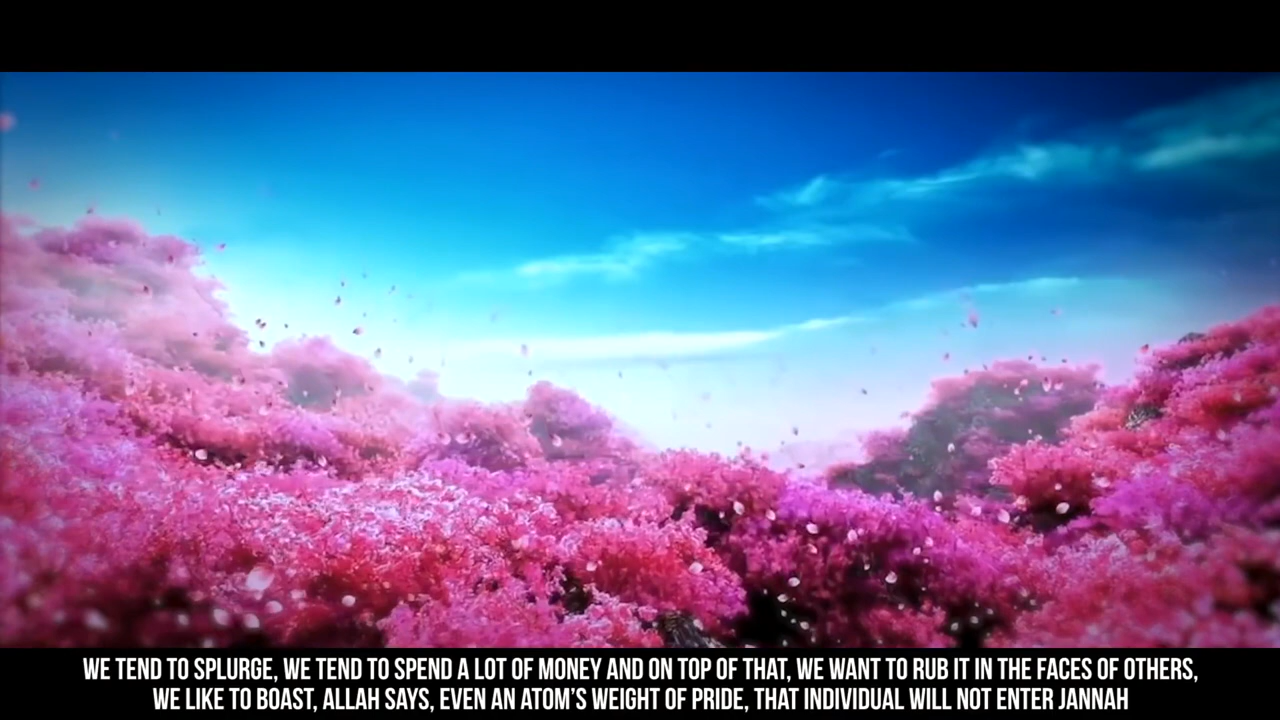 WE TEND TO SPLURGE, WE TEND TO SPEND A LOT OF MONEY AND ON TOP OF THAT, WE WANT TO RUB IT IN THE FACES OF OTHERS,
WE LIKE TO BOAST, ALLAH SAYS, EVEN AN ATOM'S WEIGHT OF PRIDE, THAT INDIVIDUAL WILL NOT ENTER JANNAH